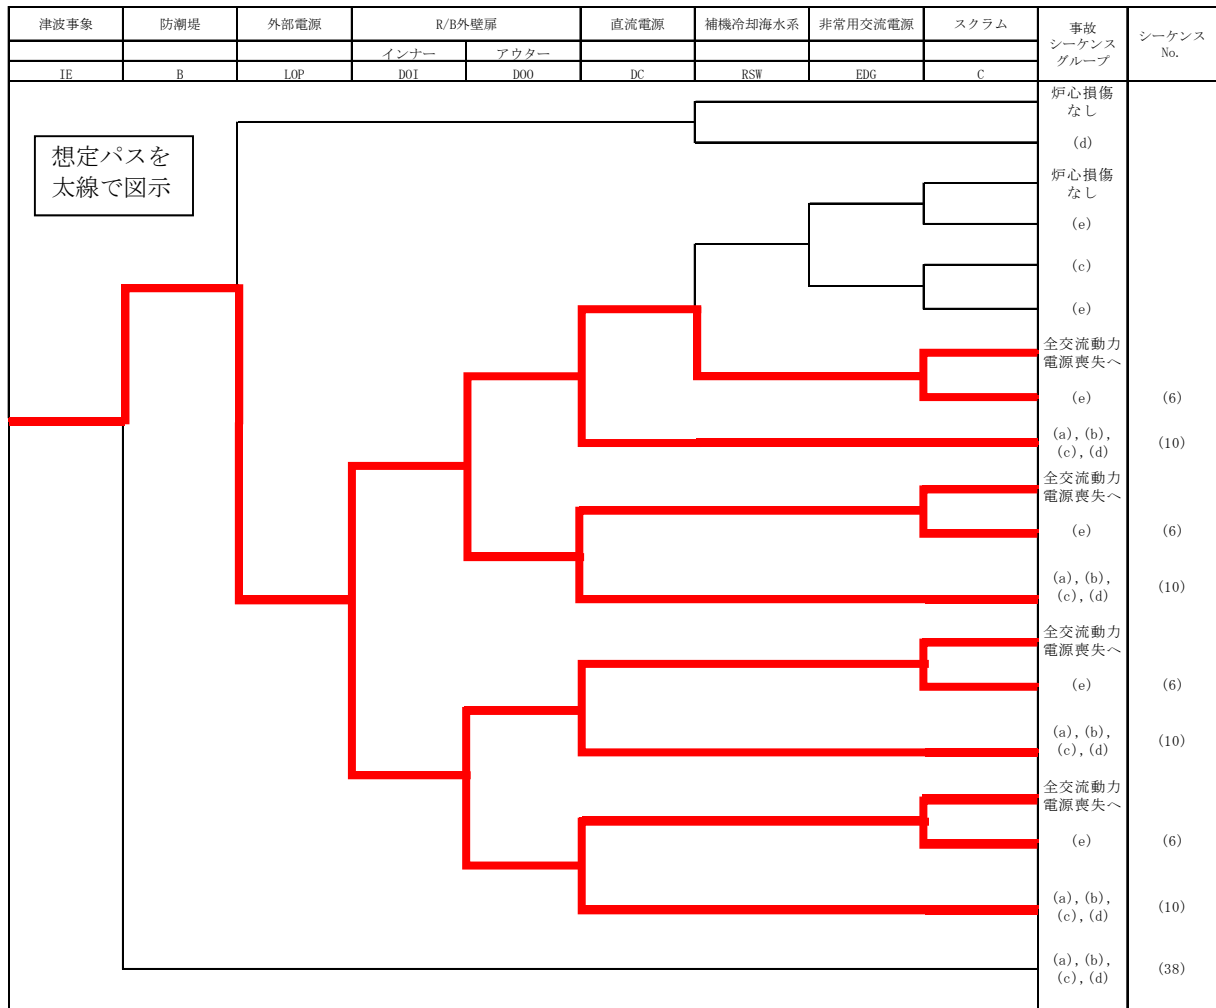 津波事象
防潮堤
外部電源
R/B外壁扉
直流電源
補機冷却海水系
非常用交流電源
スクラム
事故
シーケンス
グループ
シーケンス
No.
インナー
アウター
IE
B
LOP
DOI
DOO
DC
RSW
EDG
C
想定パスを
太線で図示
炉心損傷
なし
(d)
炉心損傷
なし
(e)
(c)
(e)
全交流動力
電源喪失へ
(e)
(6)
(a),(b),
(c),(d)
(10)
全交流動力
電源喪失へ
(e)
(6)
(a),(b),
(c),(d)
(10)
全交流動力
電源喪失へ
(e)
(6)
(a),(b),
(c),(d)
(10)
全交流動力
電源喪失へ
(e)
(6)
(a),(b),
(c),(d)
(10)
(a),(b),
(c),(d)
(38)